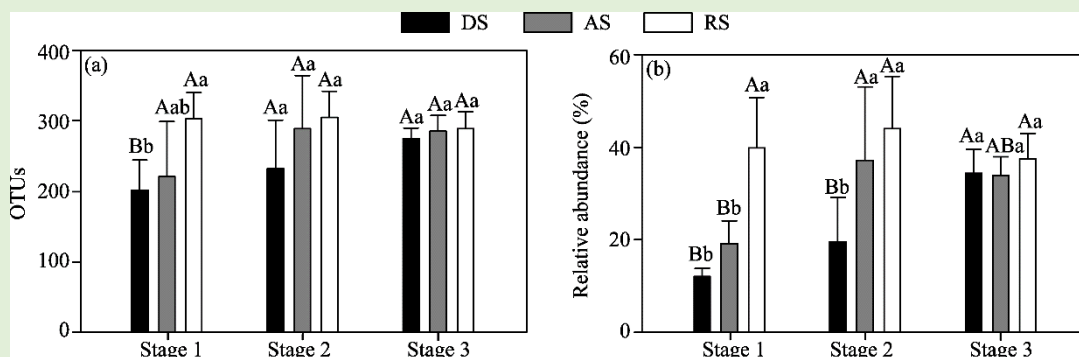 DS AS RS
(a)
400
300
200
100
0
OTUs
Bb Aab Aa
Aa Aa Aa
Aa Aa Aa
Stage 1 Stage 2 Stage 3
(b)
60
40
20
0
Relative abundance (%)
Bb Bb Aa
Bb Aa Aa
Aa ABa Aa
Stage 1 Stage 2 Stage 3